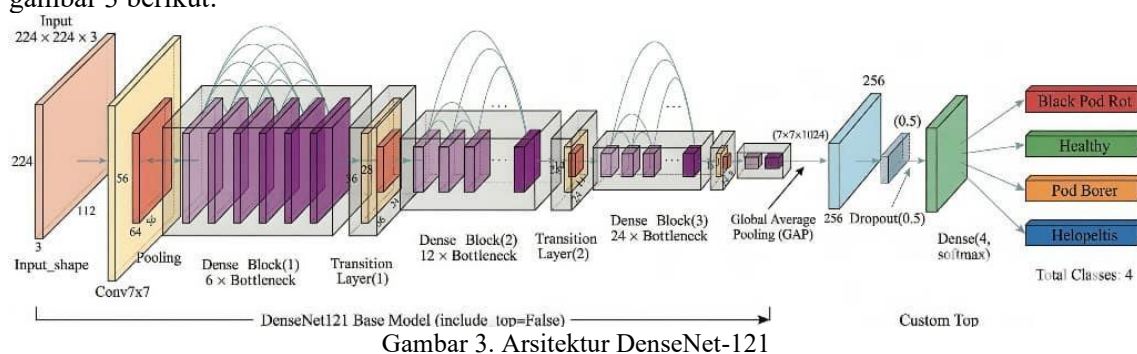 gambar 3 berikut.
Input
224 × 224 × 3
224
3
112
Input_shape
Conv7x7
56
64
Pooling
Dense Block(1)
6 × Bottleneck
28
Transition
Layer(1)
Dense Block(2)
12 × Bottleneck
Transition
Layer(2)
Dense Block(3)
24 × Bottleneck
(7×7×1024)
Global Average
Pooling (GAP)
256
256
(0.5)
Dropout(0.5)
Dense(4,
softmax)
Black Pod Rot
Healthy
Pod Borer
Helopeltis
Total Classes: 4
DenseNet121 Base Model (include_top=False)
Custom Top
Gambar 3. Arsitektur DenseNet-121